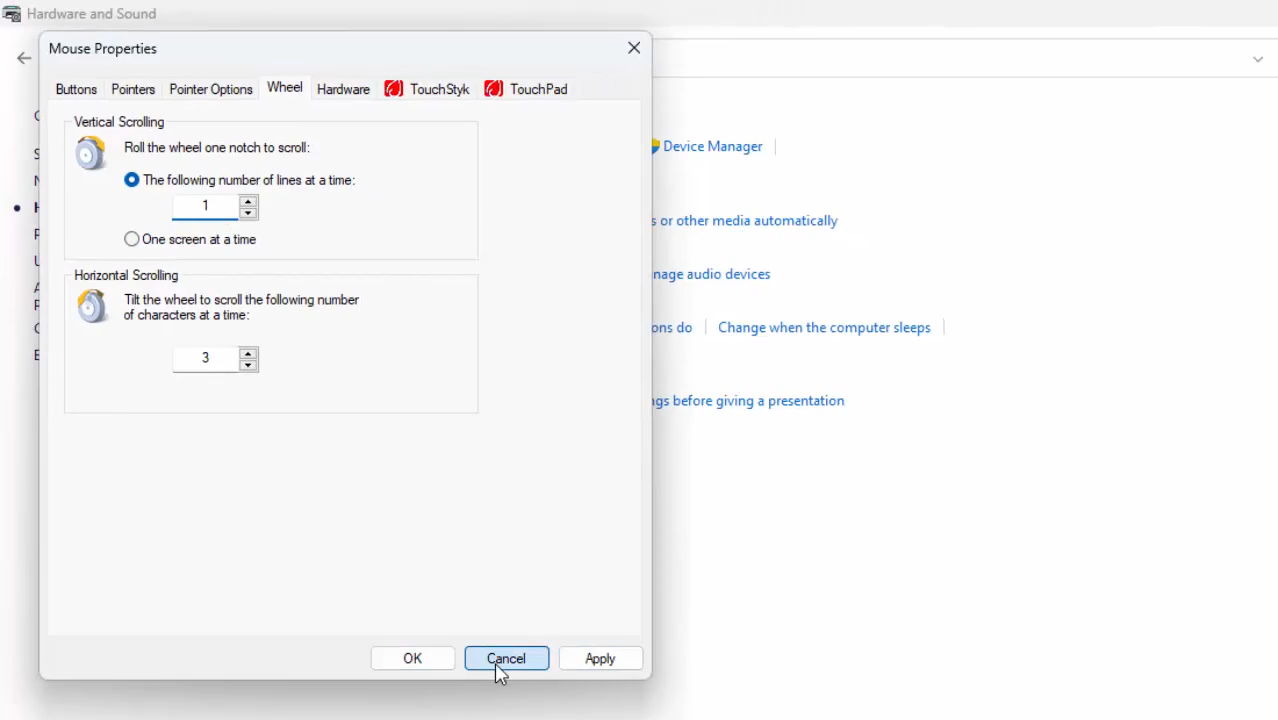 Hardware and Sound
Mouse Properties
Buttons Pointers Pointer Options Wheel Hardware TouchStyk TouchPad
Vertical Scrolling
Roll the wheel one notch to scroll:
The following number of lines at a time:
1
One screen at a time
Horizontal Scrolling
Tilt the wheel to scroll the following number
of characters at a time:
3
OK Cancel Apply
Device Manager
or other media automatically
audio devices
do Change when the computer sleeps
before giving a presentation